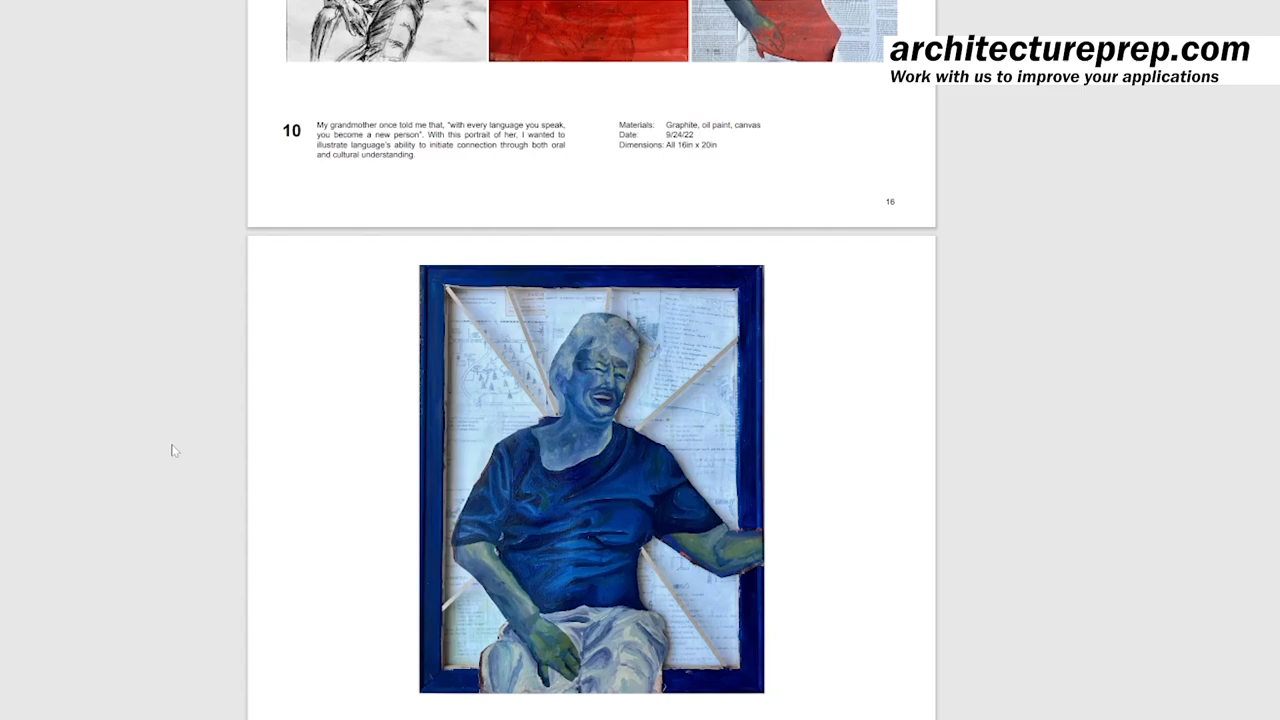 architectureprep.com
Work with us to improve your applications
10
My grandmother once told me that, "with every language you speak,
you become a new person". With this portrait of her, I wanted to
illustrate language's ability to initiate connection through both oral
and cultural understanding.
Materials: Graphite, oil paint, canvas
Date: 9/24/22
Dimensions: All 16in x 20in
16